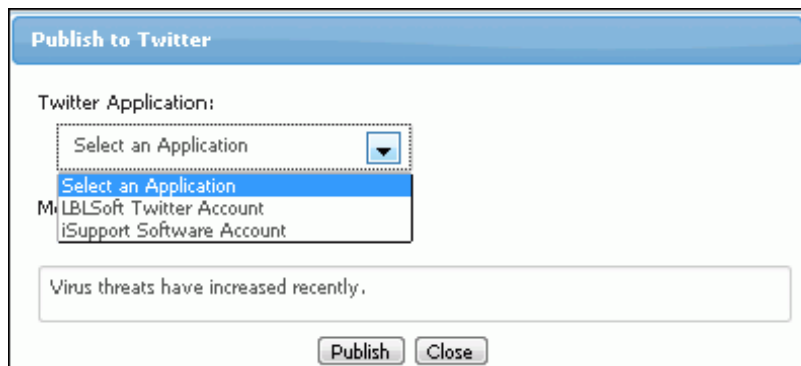 Publish to Twitter
Twitter Application:
Select an Application
Select an Application
LBLSoft Twitter Account
iSupport Software Account
Virus threats have increased recently.
Publish Close